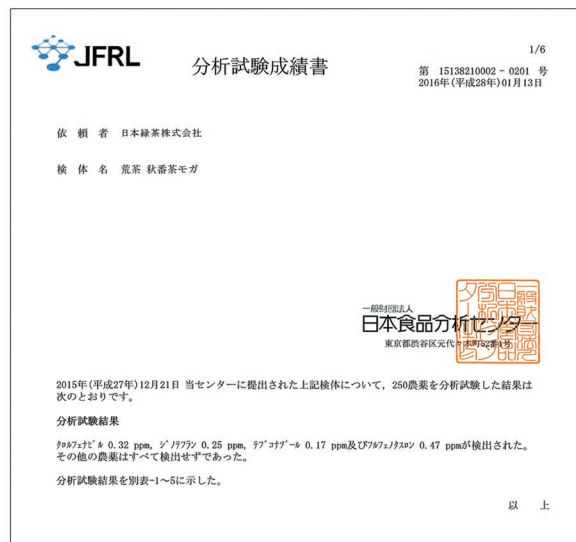 JFRL
分析試験成績書
1/6
第 15138210002 - 0201 号
2016年(平成28年)01月13日
依 頼 者 日本緑茶株式会社
検 体 名 荒茶 秋番茶モガ
一般財団法人
日本食品分析センター
東京都渋谷区元代々木町52番1号
2015年(平成27年)12月21日 当センターに提出された上記検体について，250農薬を分析試験した結果は
次のとおりです。
分析試験結果
ｸﾛﾙﾌｪﾅﾋﾟﾙ 0.32 ppm，ｼﾞﾉﾃﾌﾗﾝ 0.25 ppm，ﾃﾌﾞｺﾅｿﾞｰﾙ 0.17 ppm及びﾌﾙﾌｪﾉｸｽﾛﾝ 0.47 ppmが検出された。
その他の農薬はすべて検出せずであった。
分析試験結果を別表-1～5に示した。
以 上